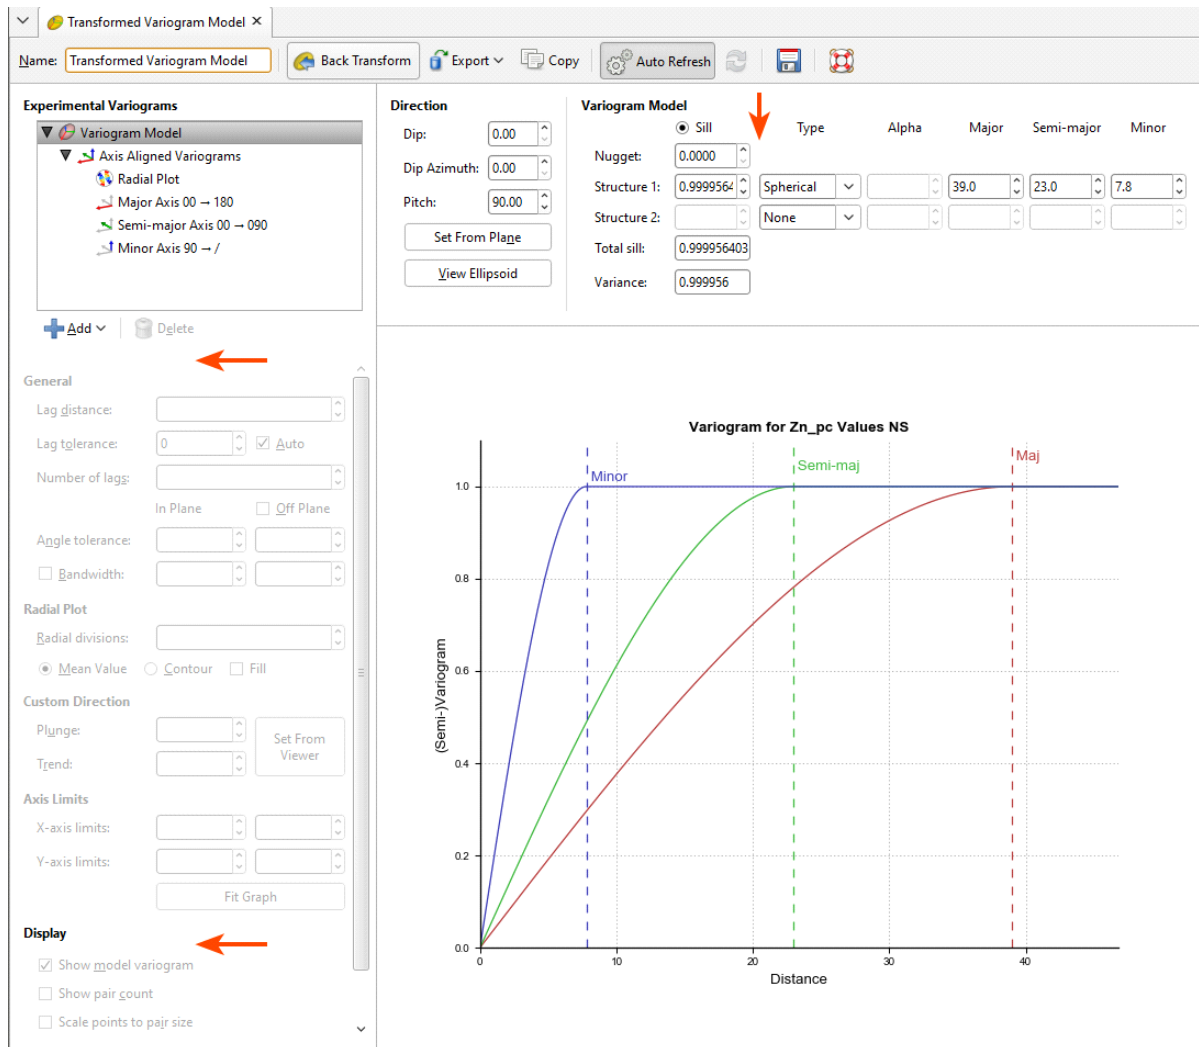 Transformed Variogram Model ×
Name: Transformed Variogram Model Back Transform Export Copy Auto Refresh
Experimental Variograms
Variogram Model
Axis Aligned Variograms
Radial Plot
Major Axis 00 → 180
Semi-major Axis 00 → 090
Minor Axis 90 → /
Add Delete
Direction
Dip: 0.00
Dip Azimuth: 0.00
Pitch: 90.00
Set From Plane
View Ellipsoid
Variogram Model
Sill Type Alpha Major Semi-major Minor
Nugget: 0.0000
Structure 1: 0.9999564 Spherical 39.0 23.0 7.8
Structure 2: None
Total sill: 0.999956403
Variance: 0.999956
General
Lag distance:
Lag tolerance: 0 Auto
Number of lags:
In Plane Off Plane
Angle tolerance:
Bandwidth:
Radial Plot
Radial divisions:
Mean Value Contour Fill
Custom Direction
Plunge:
Trend:
Set From
Viewer
Axis Limits
X-axis limits:
Y-axis limits:
Fit Graph
Display
Show model variogram
Show pair count
Scale points to pair size
Variogram for Zn_pc Values NS
Minor
Semi-maj
Maj
(Semi-)Variogram
1.0
0.8
0.6
0.4
0.2
0.0
0 10 20 30 40
Distance